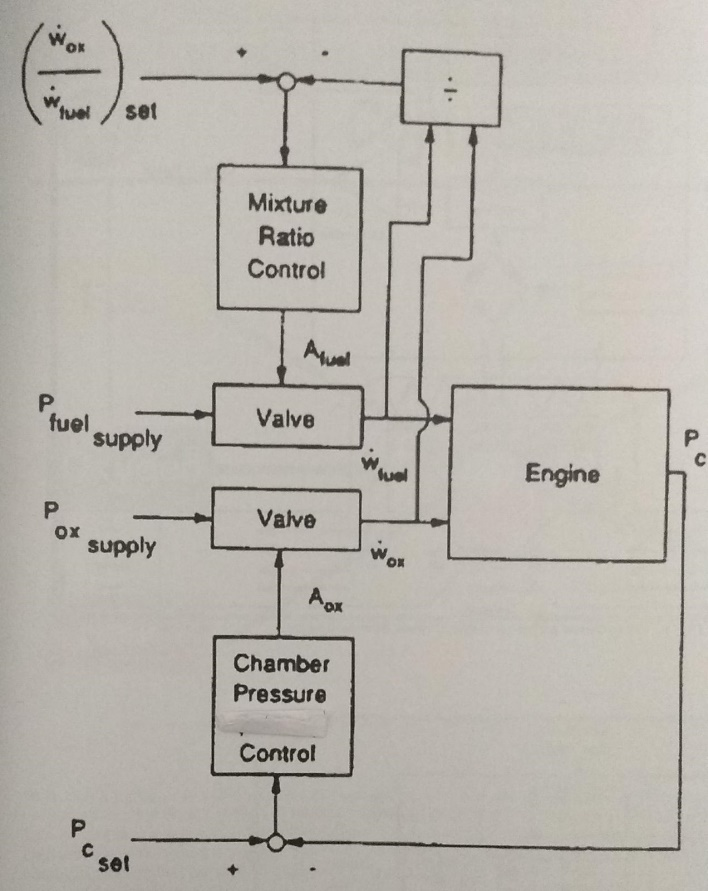 ẇox
+ -
÷
ẇfuel
set
Mixture
Ratio
Control
Afuel
Pfuel supply
Valve
ẇfuel
Pc
Engine
Pox supply
Valve
ẇox
Aox
Chamber
Pressure
Control
Pc set
+ -